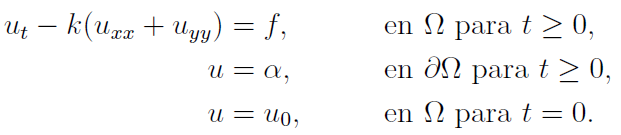 u_t − k(u_{xx} + u_{yy}) = f, en Ω para t ≥ 0,
u = α, en ∂Ω para t ≥ 0,
u = u_0, en Ω para t = 0.